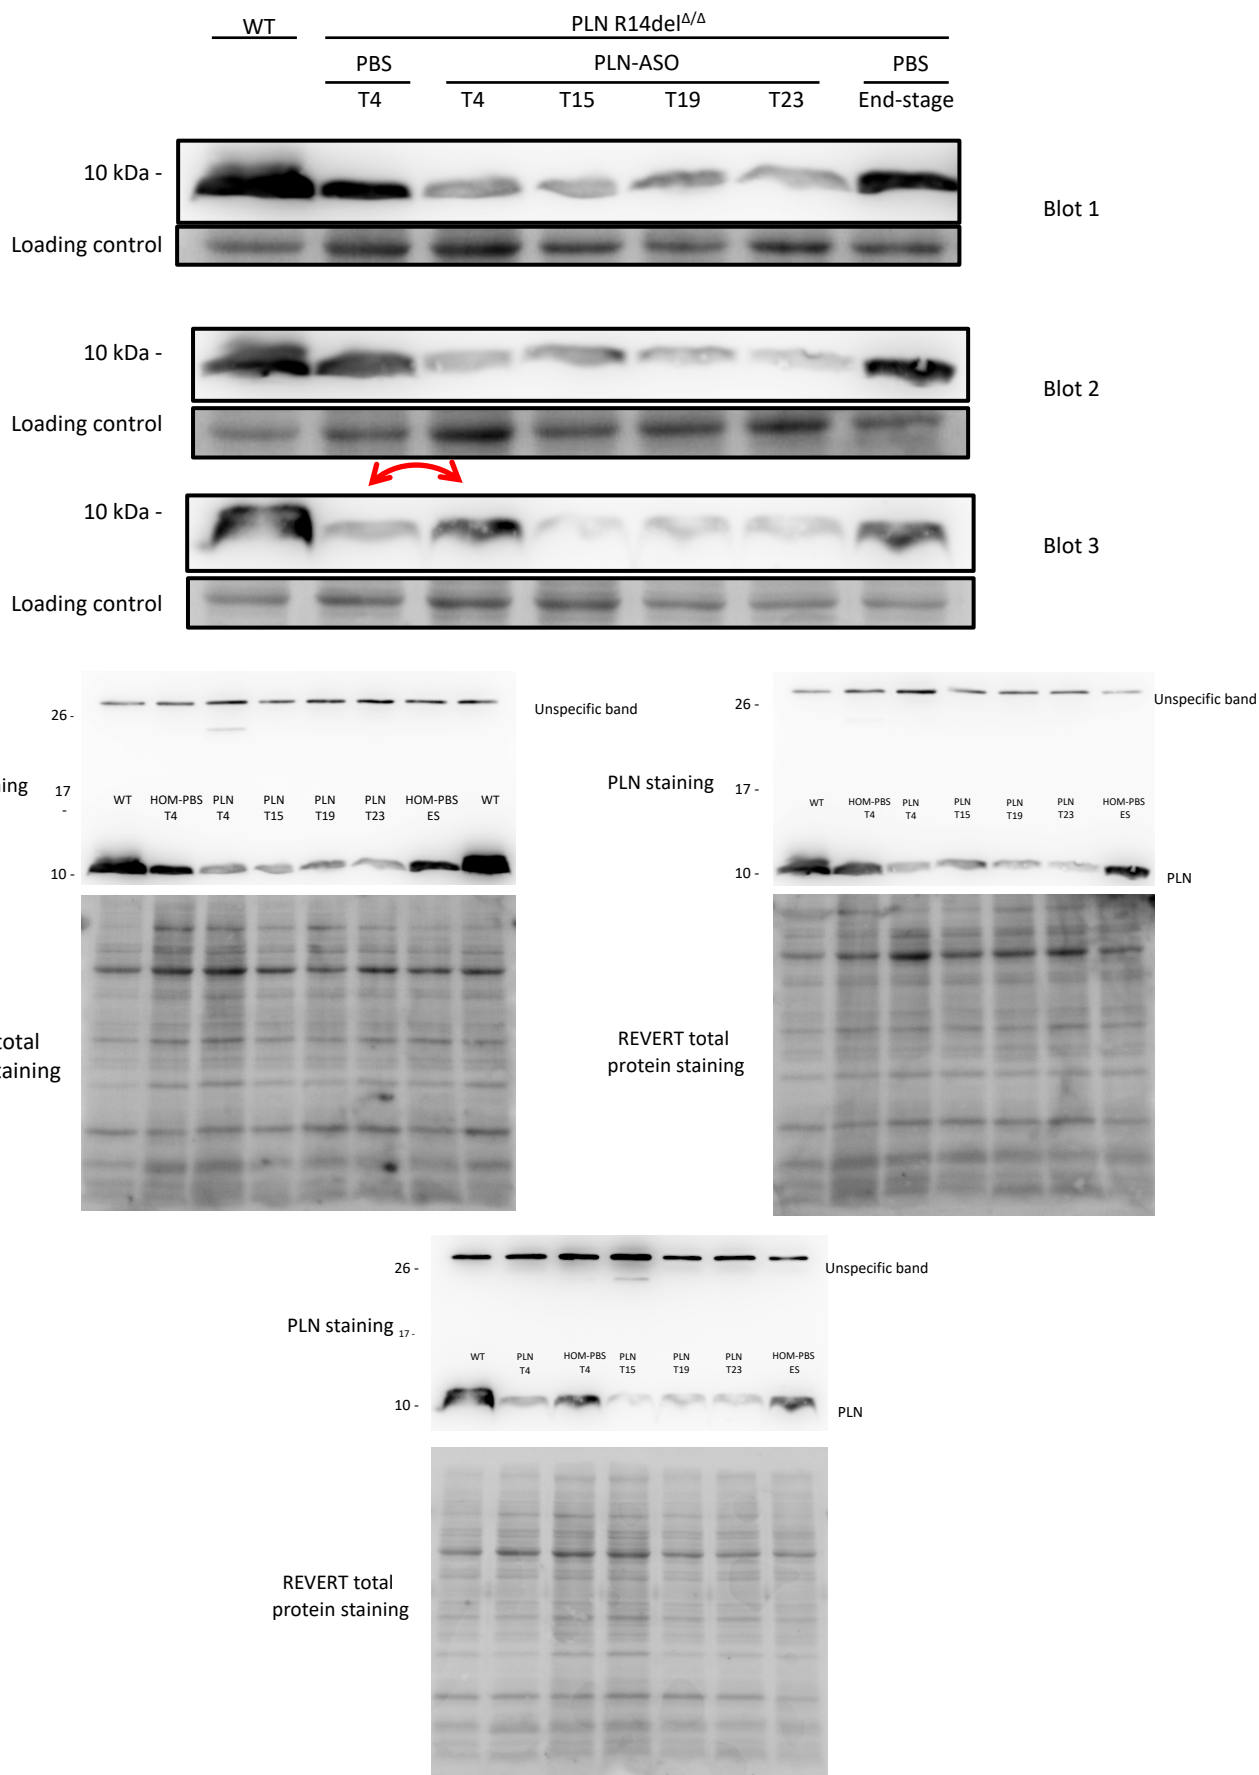 WT
PLN R14delΔ/Δ
PBS
PLN-ASO
PBS
T4
T4
T15
T19
T23
End-stage
10 kDa -
Blot 1
Loading control
10 kDa -
Blot 2
Loading control
10 kDa -
Blot 3
Loading control
26 -
Unspecific band
ing
17
-
WT HOM-PBS PLN PLN PLN PLN HOM-PBS WT
T4 T4 T15 T19 T23 ES
10 -
otal
taining
26 -
Unspecific band
PLN staining
17 -
WT HOM-PBS PLN PLN PLN PLN HOM-PBS
T4 T4 T15 T19 T23 ES
10 -
PLN
REVERT total
protein staining
26 -
Unspecific band
PLN staining
17 -
WT PLN HOM-PBS PLN PLN PLN HOM-PBS
T4 T4 T15 T19 T23 ES
10 -
PLN
REVERT total
protein staining